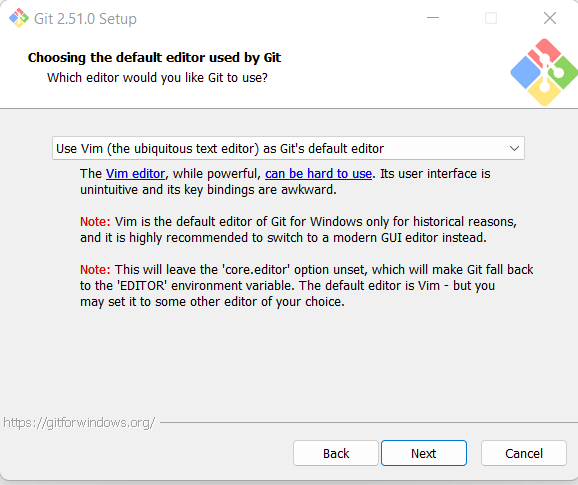 Git 2.51.0 Setup
Choosing the default editor used by Git
Which editor would you like Git to use?
Use Vim (the ubiquitous text editor) as Git's default editor
The Vim editor, while powerful, can be hard to use. Its user interface is
unintuitive and its key bindings are awkward.
Note: Vim is the default editor of Git for Windows only for historical reasons,
and it is highly recommended to switch to a modern GUI editor instead.
Note: This will leave the 'core.editor' option unset, which will make Git fall back
to the 'EDITOR' environment variable. The default editor is Vim - but you
may set it to some other editor of your choice.
https://gitforwindows.org/
Back Next Cancel